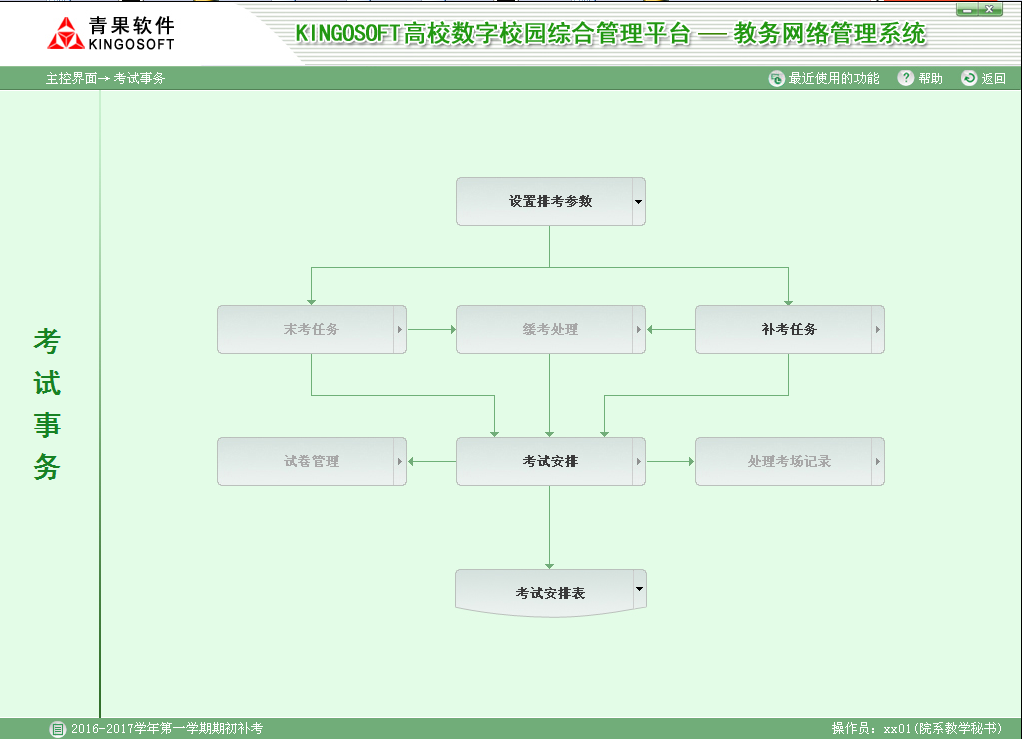 青果软件
KINGOSOFT
KINGOSOFT高校数字校园综合管理平台 — 教务网络管理系统
主控界面→考试事务
最近使用的功能
帮助
返回
设置排考参数
末考任务
缓考处理
补考任务
试卷管理
考试安排
处理考场记录
考试安排表
考试事务
2016-2017学年第一学期期初补考
操作员：xx01(院系教学秘书)